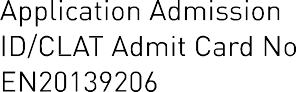 Application Admission
ID/CLAT Admit Card No
EN20139206